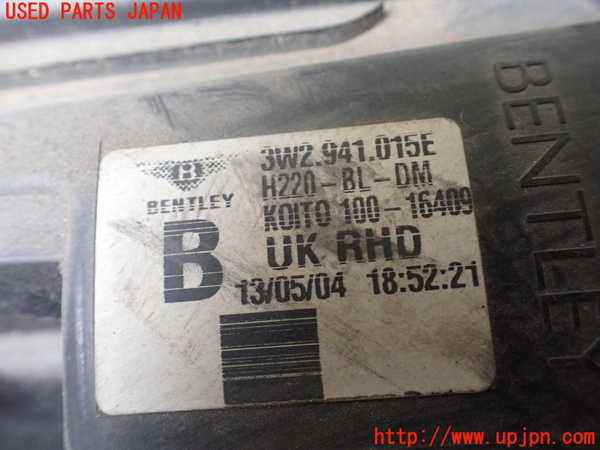 USED PARTS JAPAN
B
3W2.941.015E
H220-BL-DM
BENTLEY
KOITO 100-16409
B
UK RHD
13/05/04 18:52:21
BENTLEY
http://www.upjpn.com